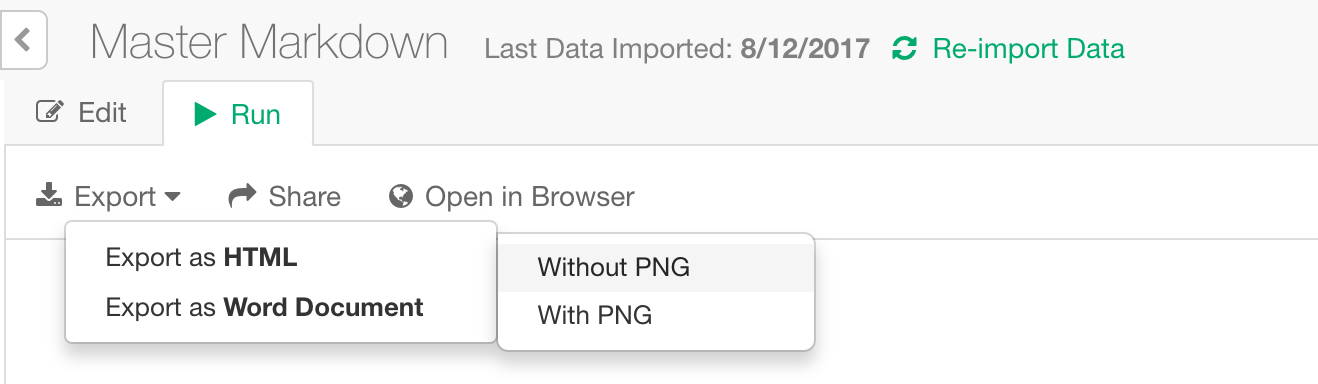 Master Markdown Last Data Imported: 8/12/2017 Re-import Data
Edit Run
Export Share Open in Browser
Export as HTML
Without PNG
Export as Word Document
With PNG